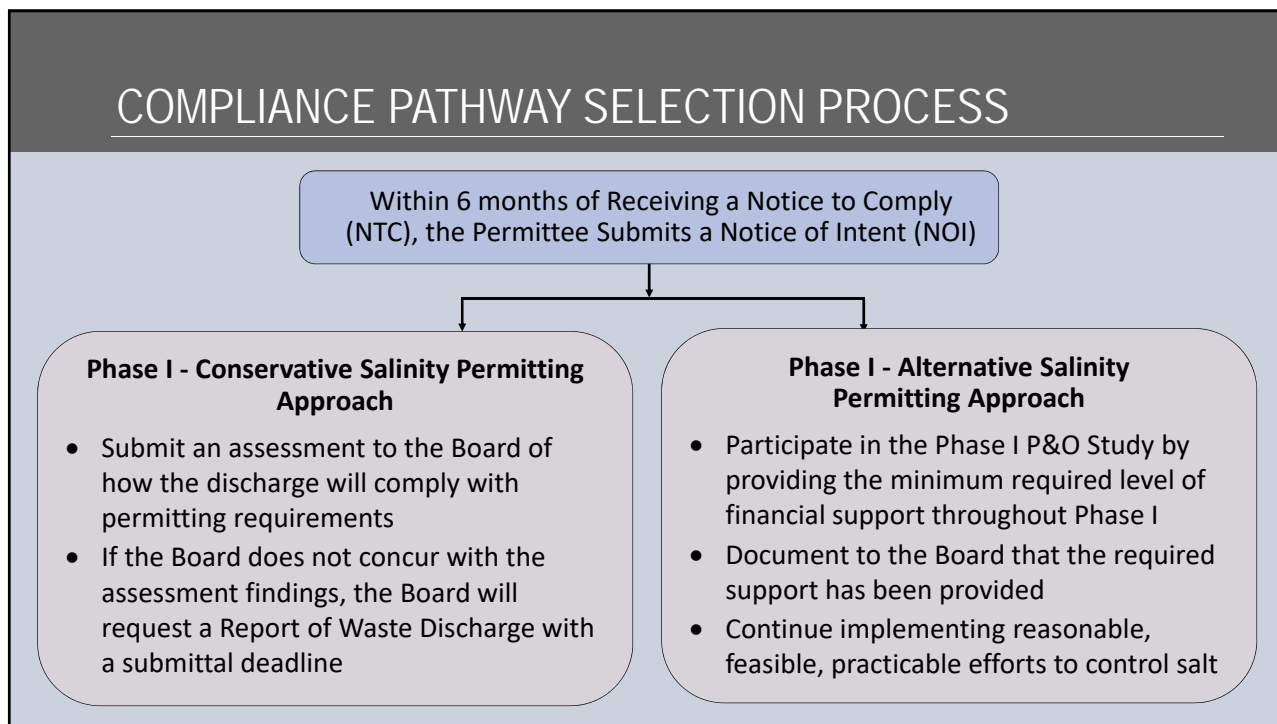 COMPLIANCE PATHWAY SELECTION PROCESS
Within 6 months of Receiving a Notice to Comply
(NTC), the Permittee Submits a Notice of Intent (NOI)
Phase I - Conservative Salinity Permitting
Approach
• Submit an assessment to the Board of
how the discharge will comply with
permitting requirements
• If the Board does not concur with the
assessment findings, the Board will
request a Report of Waste Discharge with
a submittal deadline
Phase I - Alternative Salinity
Permitting Approach
• Participate in the Phase I P&O Study by
providing the minimum required level of
financial support throughout Phase I
• Document to the Board that the required
support has been provided
• Continue implementing reasonable,
feasible, practicable efforts to control salt